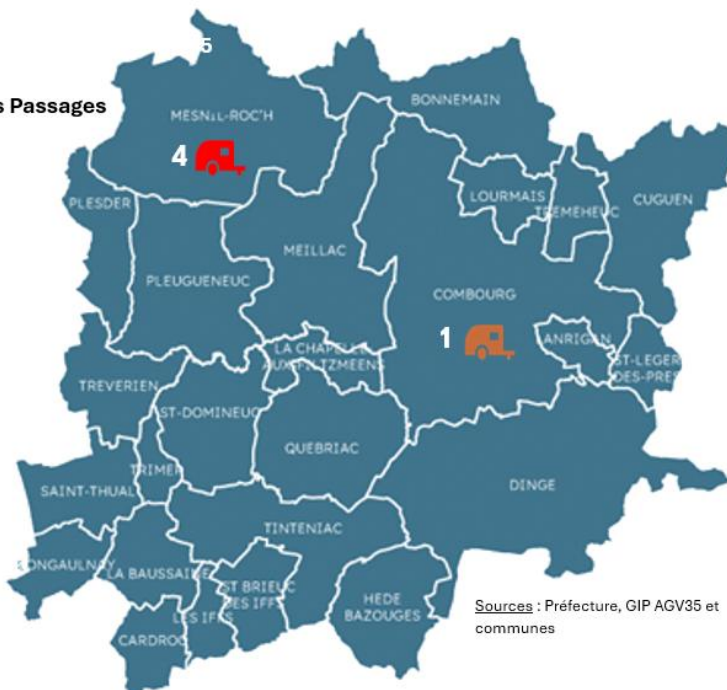 5
s Passages
MESNIL-ROC'H
4
BONNEMAIN
PLESDER
LOURMAIS
TREMEHEUC
CUGUEN
MEILLAC
PLEUGUENEUC
COMBOURG
1
LANRIGAN
LA CHAPELLE
AUX FILTZMEENS
ST-LEGER
DES-PRES
TREVERIEN
ST-DOMINEUC
QUEBRIAC
TRIMER
SAINT-THUAL
DINGE
TINTENIAC
LONGAULNAY
LA BAUSSAINE
ST BRIEUC
DES IFFS
HEDE
BAZOUGES
LES IFFS
CARDROC
Sources : Préfecture, GIP AGV35 et
communes